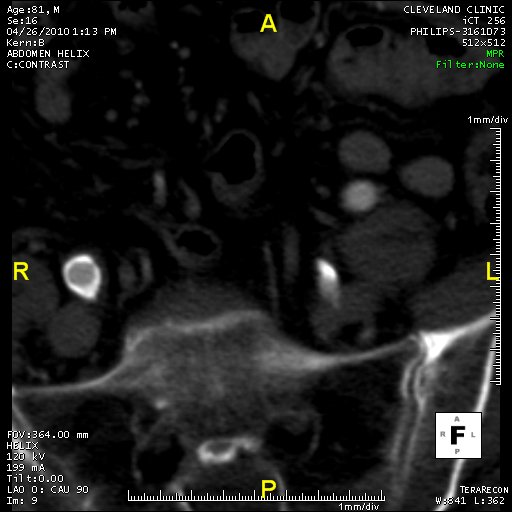 Age:81, M
Se:16
04/26/2010 1:13 PM
Kern:B
ABDOMEN HELIX
C:CONTRAST
A
CLEVELAND CLINIC
iCT 256
PHILIPS-3161D73
512x512
MPR
Filter:None
1mm/div
R
L
FOV:364.00 mm
HELIX
120 kV
199 mA
Tilt:0.00
LAO 0: CAU 90
Im: 9
P
1mm/div
A
R F L
P
TERARECON
W:841 L:362